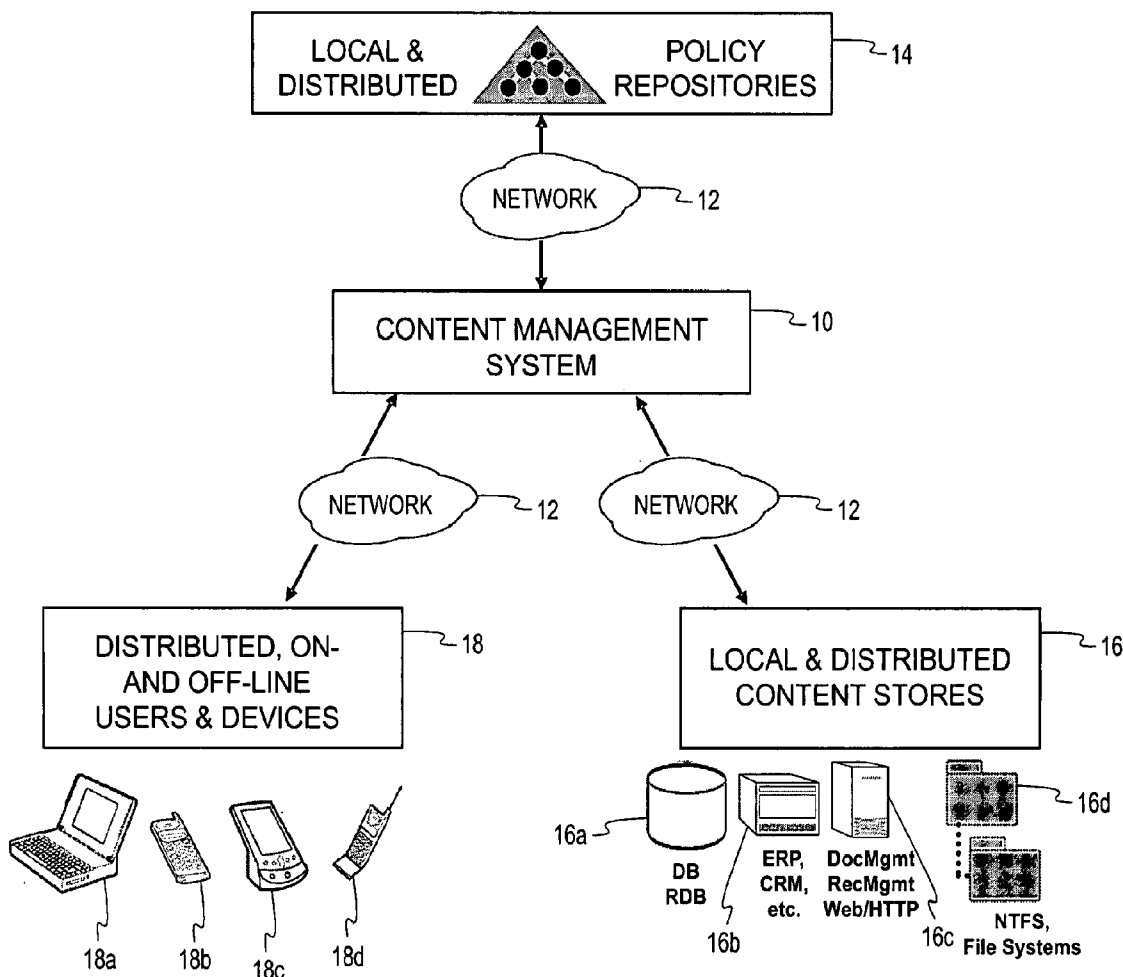 LOCAL &
DISTRIBUTED
POLICY
REPOSITORIES
14
NETWORK
12
CONTENT MANAGEMENT
SYSTEM
10
NETWORK
12
NETWORK
12
DISTRIBUTED, ON-
AND OFF-LINE
USERS & DEVICES
18
LOCAL & DISTRIBUTED
CONTENT STORES
16
16a
16d
DB
RDB
ERP,
CRM,
etc.
DocMgmt
RecMgmt
Web/HTTP
NTFS,
File Systems
18a
18b
18c
18d
16b
16c